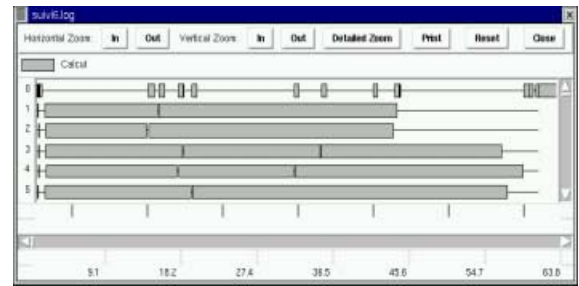 suivi6.log
Horizontal Zoom: In Out Vertical Zoom: In Out Detailed Zoom Print Reset Close
Calcul
0
1
2
3
4
5
9.1 18.2 27.4 36.5 45.6 54.7 63.8